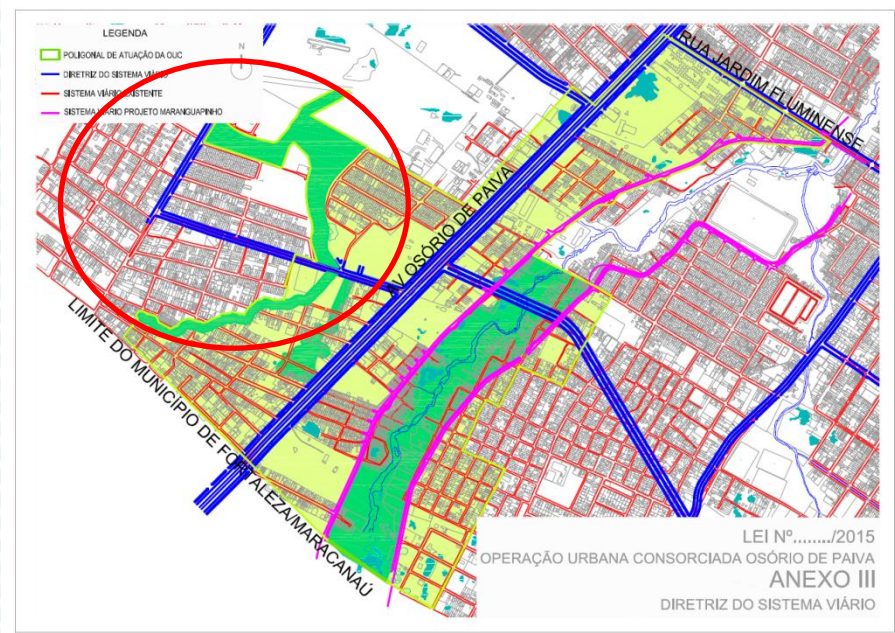 LEGENDA
POLIGONAL DE ATUAÇÃO DA OUC
DIRETRIZ DO SISTEMA VIÁRIO
SISTEMA VIÁRIO EXISTENTE
SISTEMA VIÁRIO PROJETO MARANGUAPINHO
N
RUA JARDIM FLUMINENSE
AV OSÓRIO DE PAIVA
LIMITE DO MUNICÍPIO DE FORTALEZA/MARACANAÚ
LEI Nº......../2015
OPERAÇÃO URBANA CONSORCIADA OSÓRIO DE PAIVA
ANEXO III
DIRETRIZ DO SISTEMA VIÁRIO